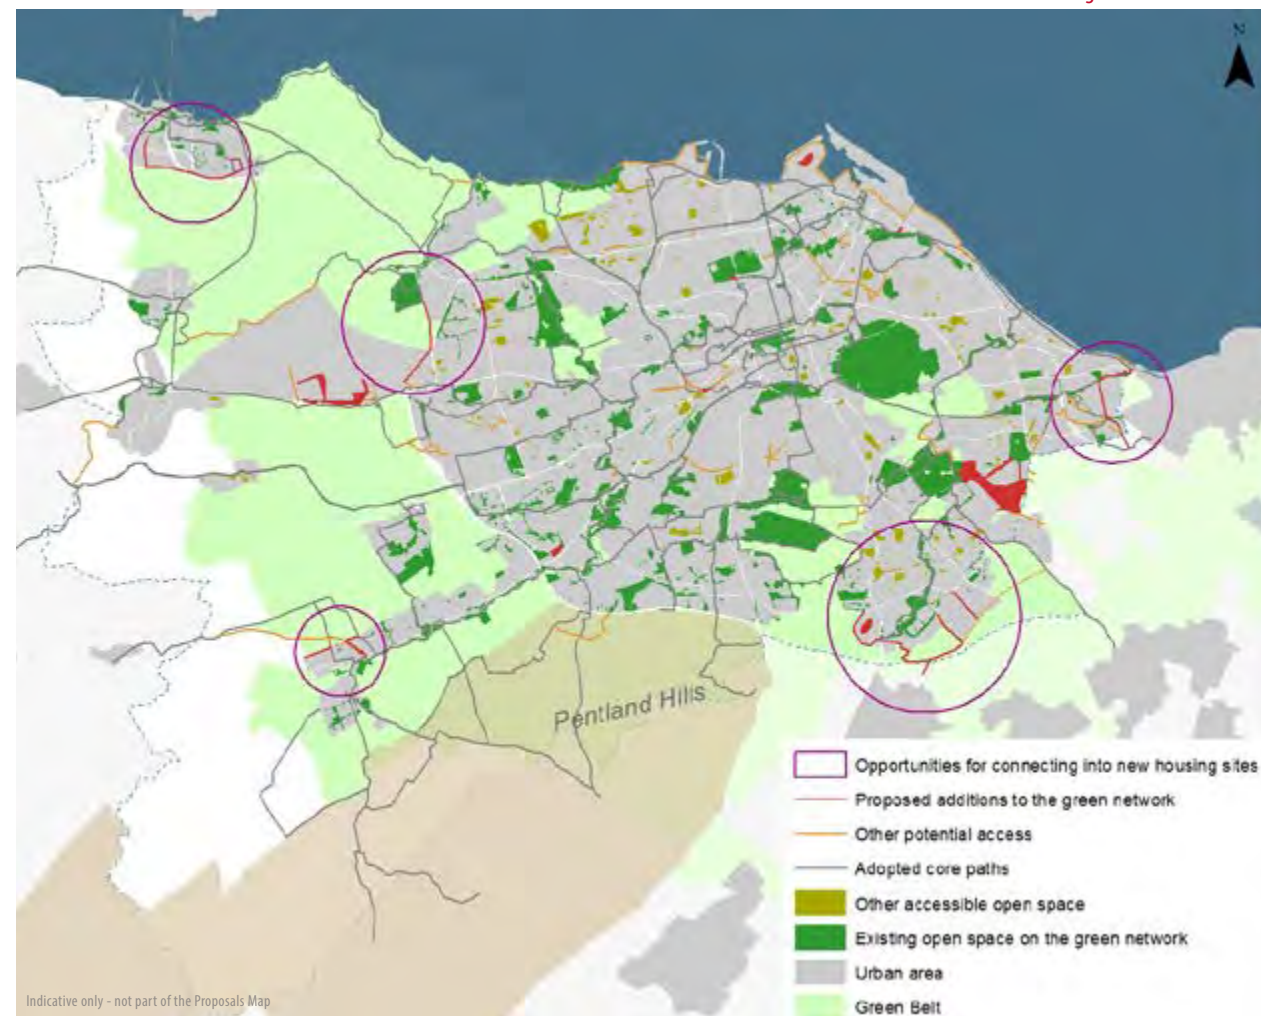 N
Pentland Hills
Opportunities for connecting into new housing sites
Proposed additions to the green network
Other potential access
Adopted core paths
Other accessible open space
Existing open space on the green network
Urban area
Green Belt
Indicative only - not part of the Proposals Map